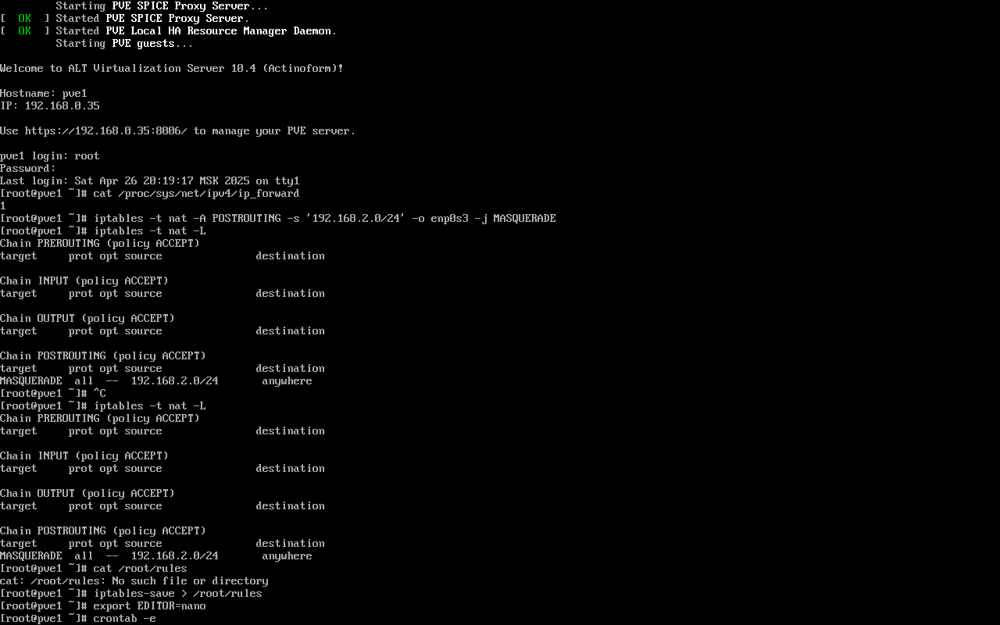 Starting PVE SPICE Proxy Server...
[  OK  ] Started PVE SPICE Proxy Server.
[  OK  ] Started PVE Local HA Resource Manager Daemon.
         Starting PVE guests...

Welcome to ALT Virtualization Server 10.4 (Actinoform)!

Hostname: pve1
IP: 192.168.0.35

Use https://192.168.0.35:8006/ to manage your PVE server.

pve1 login: root
Password:
Last login: Sat Apr 26 20:19:17 MSK 2025 on tty1
[root@pve1 ~]# cat /proc/sys/net/ipv4/ip_forward
1
[root@pve1 ~]# iptables -t nat -A POSTROUTING -s '192.168.2.0/24' -o enp0s3 -j MASQUERADE
[root@pve1 ~]# iptables -t nat -L
Chain PREROUTING (policy ACCEPT)
target     prot opt source               destination

Chain INPUT (policy ACCEPT)
target     prot opt source               destination

Chain OUTPUT (policy ACCEPT)
target     prot opt source               destination

Chain POSTROUTING (policy ACCEPT)
target     prot opt source               destination
MASQUERADE  all  --  192.168.2.0/24       anywhere
[root@pve1 ~]# ^C
[root@pve1 ~]# iptables -t nat -L
Chain PREROUTING (policy ACCEPT)
target     prot opt source               destination

Chain INPUT (policy ACCEPT)
target     prot opt source               destination

Chain OUTPUT (policy ACCEPT)
target     prot opt source               destination

Chain POSTROUTING (policy ACCEPT)
target     prot opt source               destination
MASQUERADE  all  --  192.168.2.0/24       anywhere
[root@pve1 ~]# cat /root/rules
cat: /root/rules: No such file or directory
[root@pve1 ~]# iptables-save > /root/rules
[root@pve1 ~]# export EDITOR=nano
[root@pve1 ~]# crontab -e